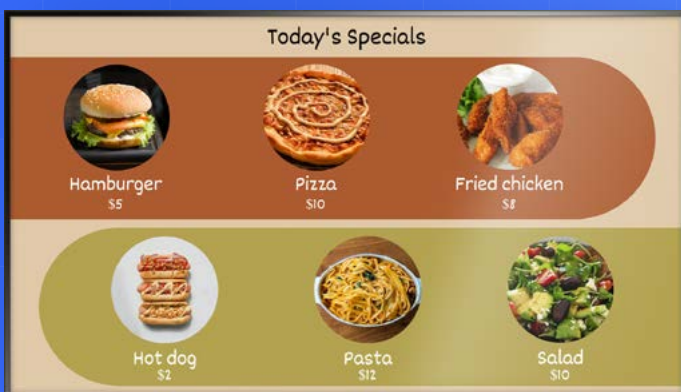 Today's Specials
Hamburger
$5
Pizza
$10
Fried chicken
$8
Hot dog
$2
Pasta
$12
Salad
$10